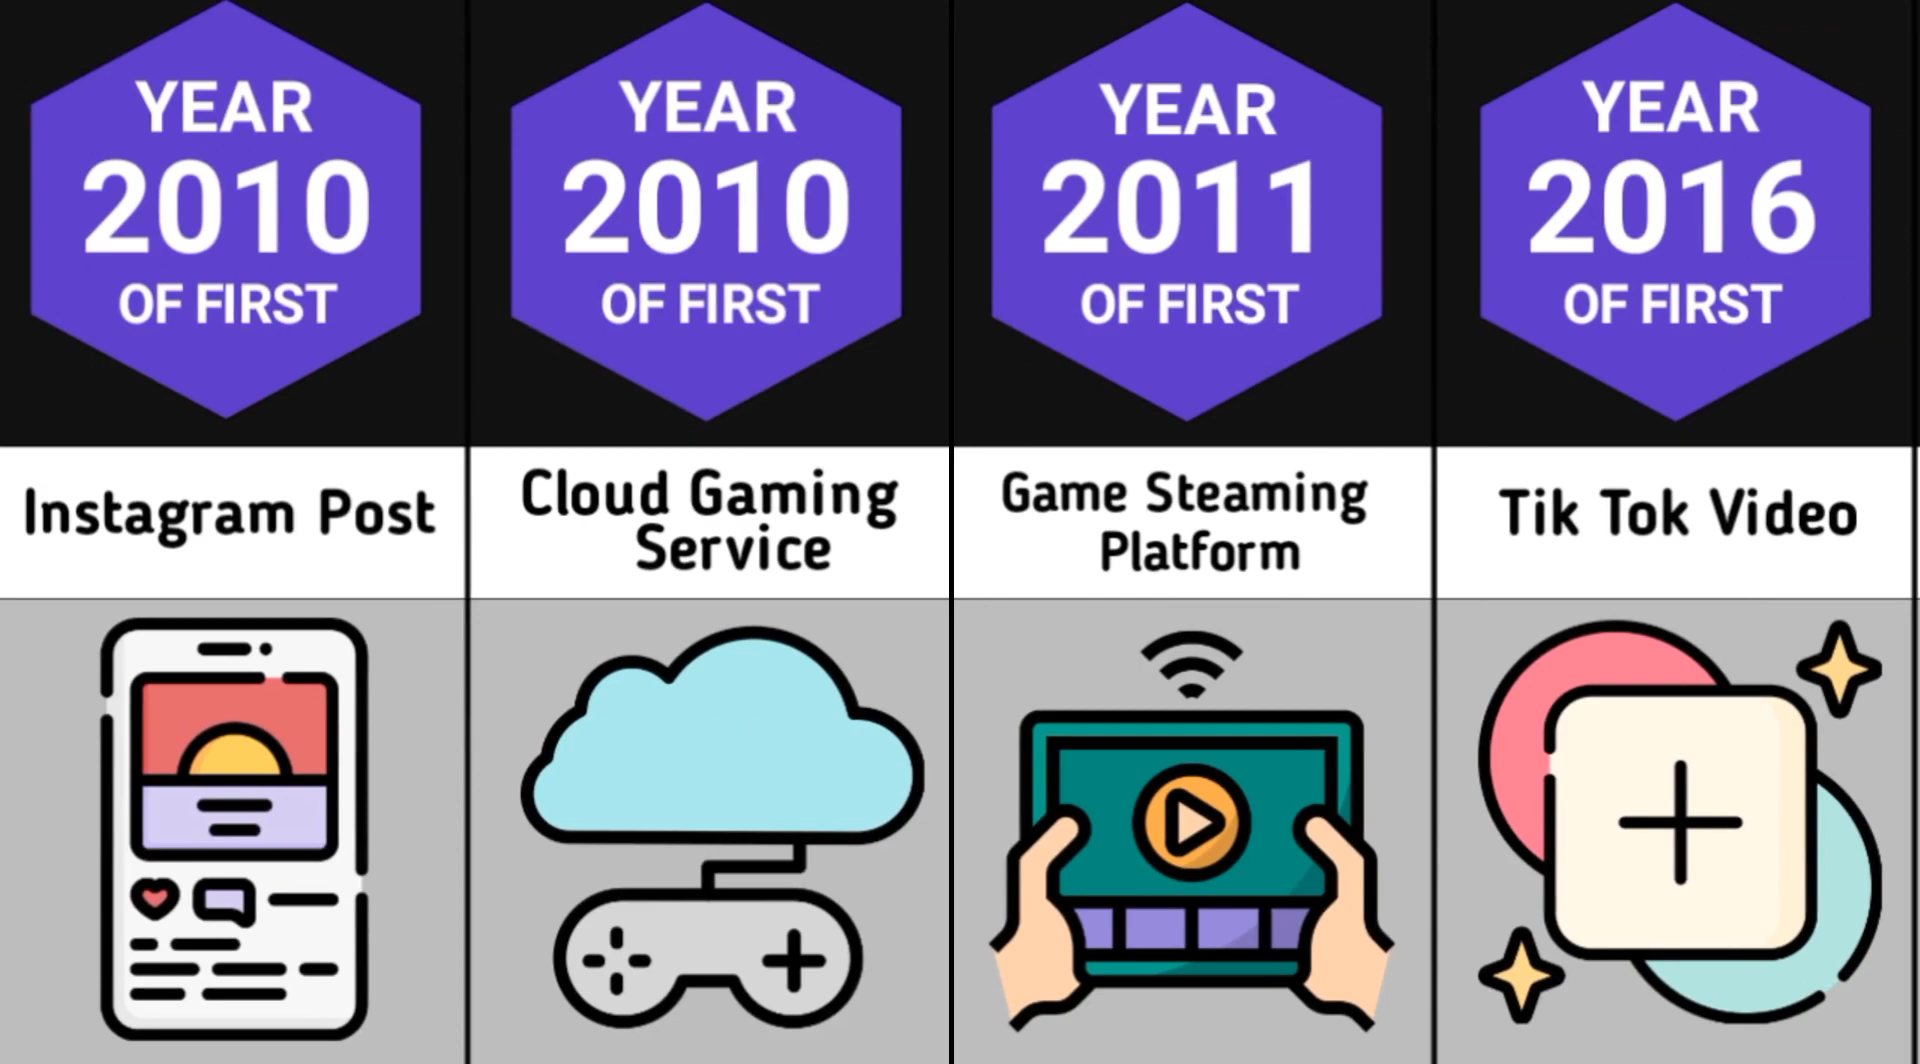 YEAR
2010
OF FIRST
Instagram Post
YEAR
2010
OF FIRST
Cloud Gaming
Service
YEAR
2011
OF FIRST
Game Steaming
Platform
YEAR
2016
OF FIRST
Tik Tok Video